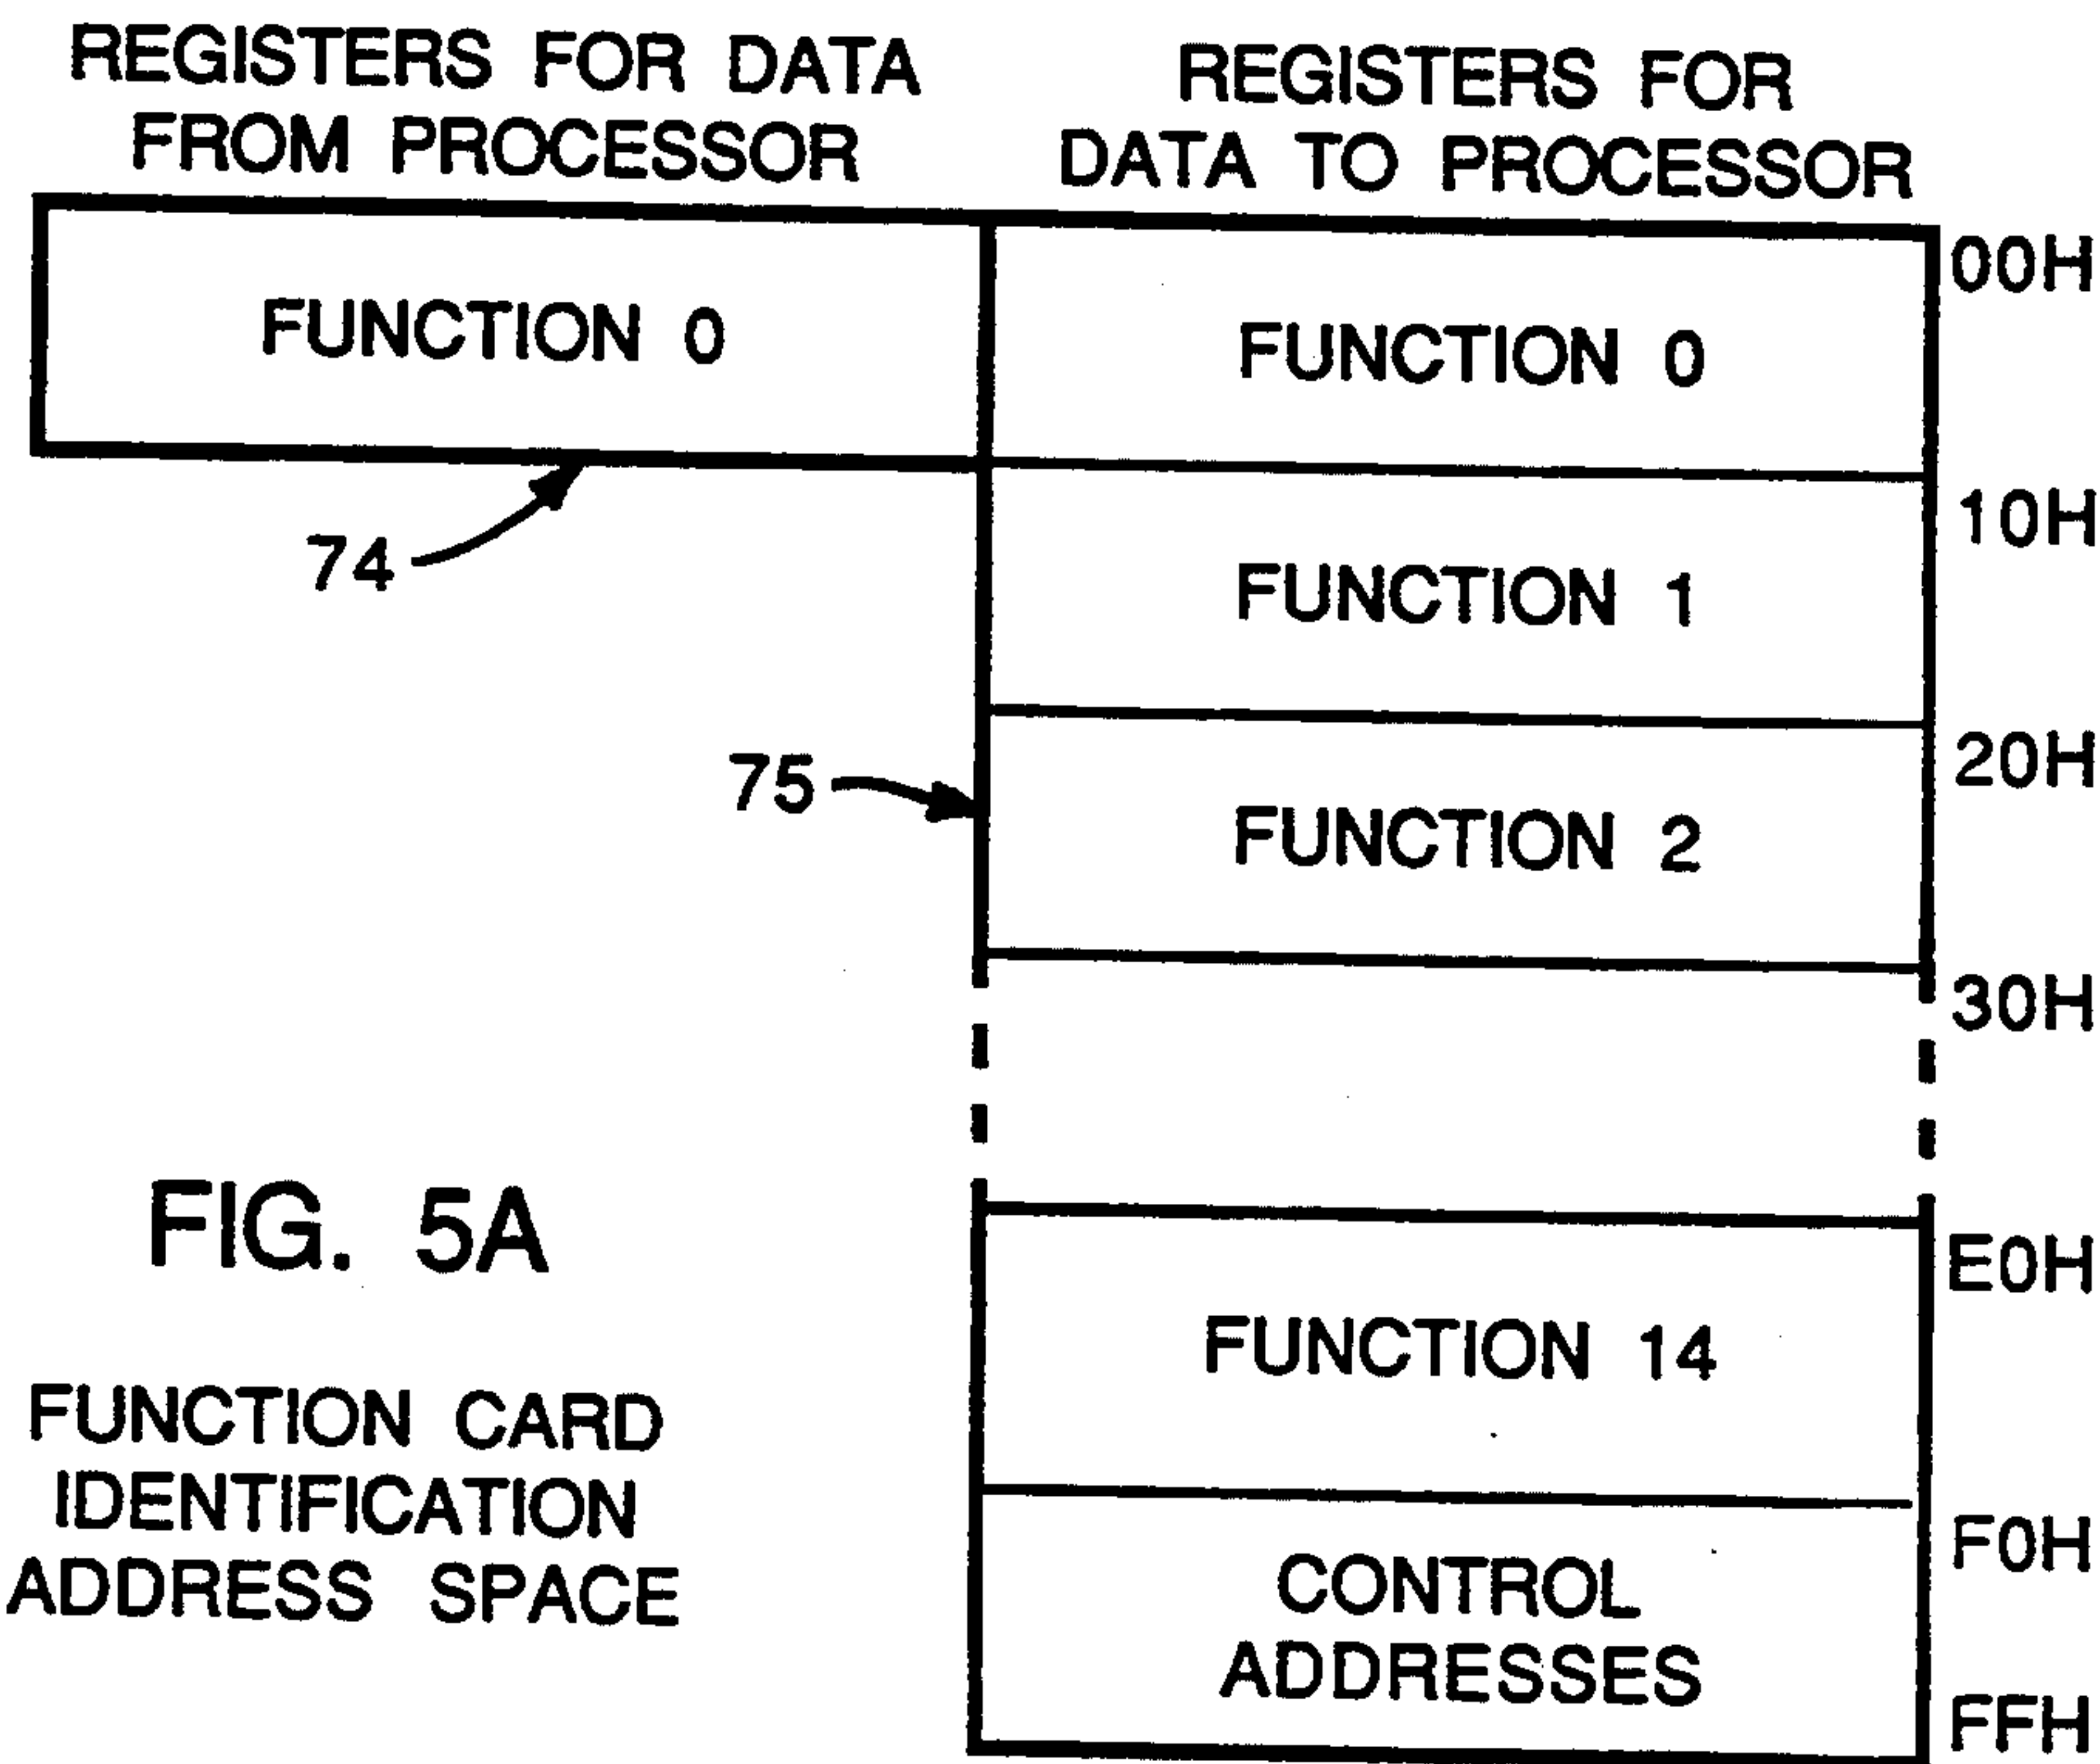 REGISTERS FOR DATA
FROM PROCESSOR
REGISTERS FOR
DATA TO PROCESSOR
FUNCTION 0
FUNCTION 0
00H
10H
74
FUNCTION 1
20H
75
FUNCTION 2
30H
FIG. 5A
E0H
FUNCTION 14
FUNCTION CARD
IDENTIFICATION
ADDRESS SPACE
F0H
CONTROL
ADDRESSES
FFH